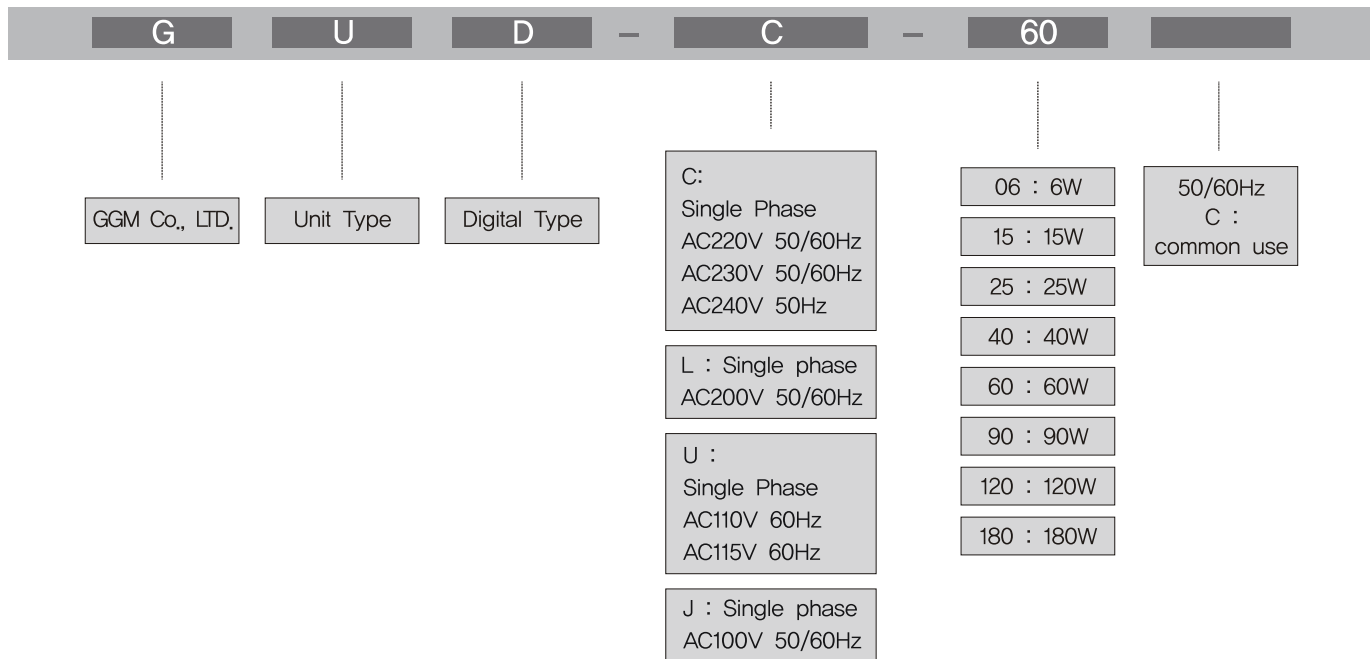 G U D – C – 60
GGM Co., LTD.
Unit Type
Digital Type
C:
Single Phase
AC220V 50/60Hz
AC230V 50/60Hz
AC240V 50Hz
L : Single phase
AC200V 50/60Hz
U :
Single Phase
AC110V 60Hz
AC115V 60Hz
J : Single phase
AC100V 50/60Hz
06 : 6W
15 : 15W
25 : 25W
40 : 40W
60 : 60W
90 : 90W
120 : 120W
180 : 180W
50/60Hz
C :
common use